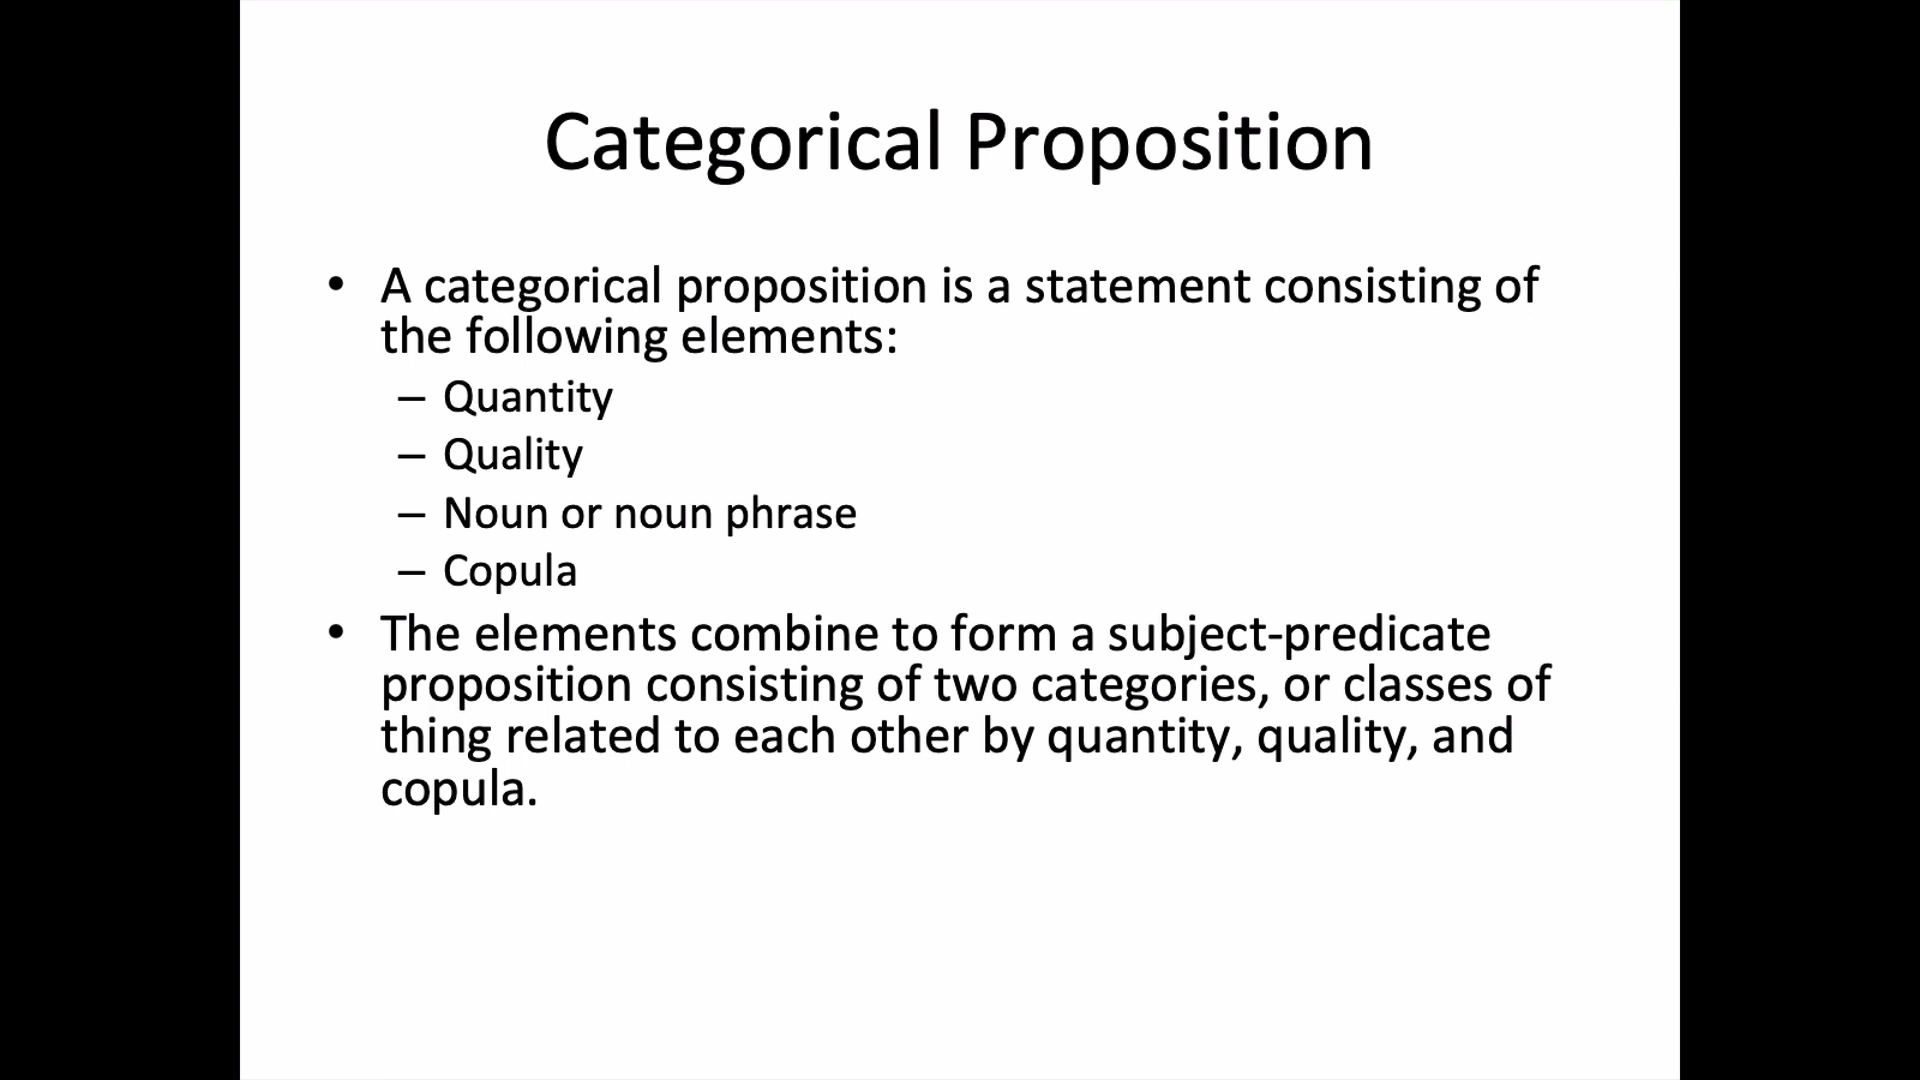 Categorical Proposition
• A categorical proposition is a statement consisting of
the following elements:
– Quantity
– Quality
– Noun or noun phrase
– Copula
• The elements combine to form a subject-predicate
proposition consisting of two categories, or classes of
thing related to each other by quantity, quality, and
copula.